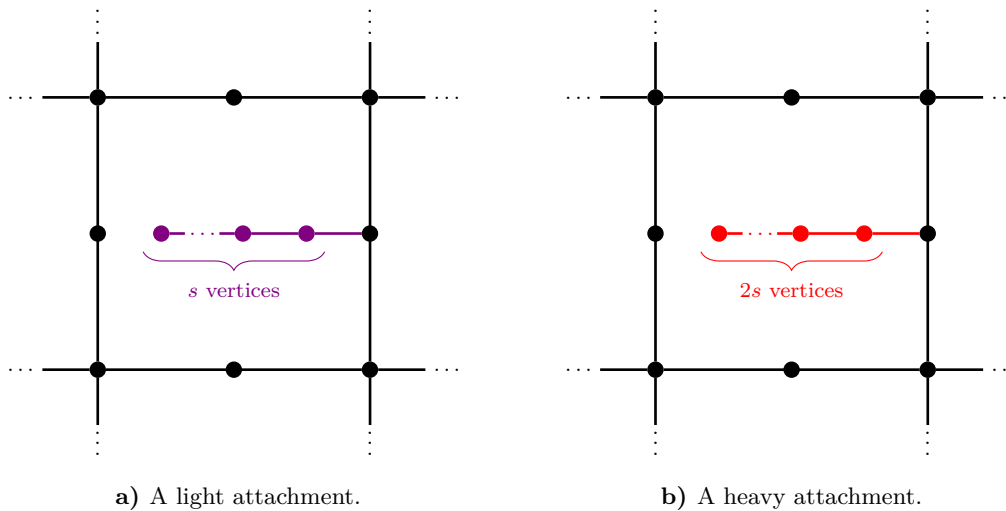 s vertices
2s vertices
a) A light attachment.
b) A heavy attachment.